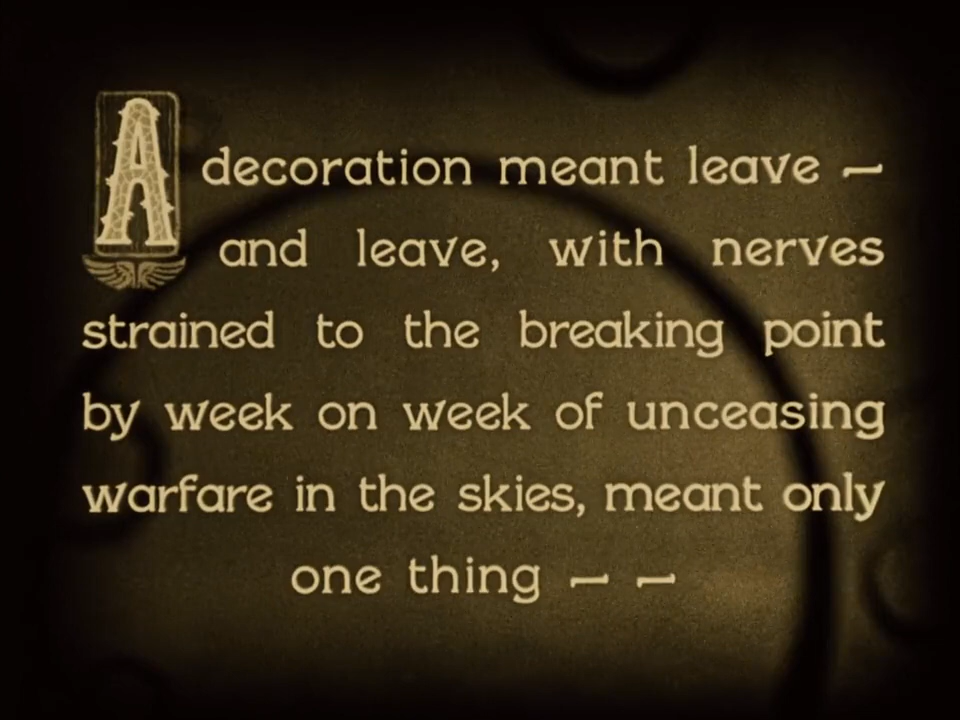 A decoration meant leave —
and leave, with nerves
strained to the breaking point
by week on week of unceasing
warfare in the skies, meant only
one thing — —